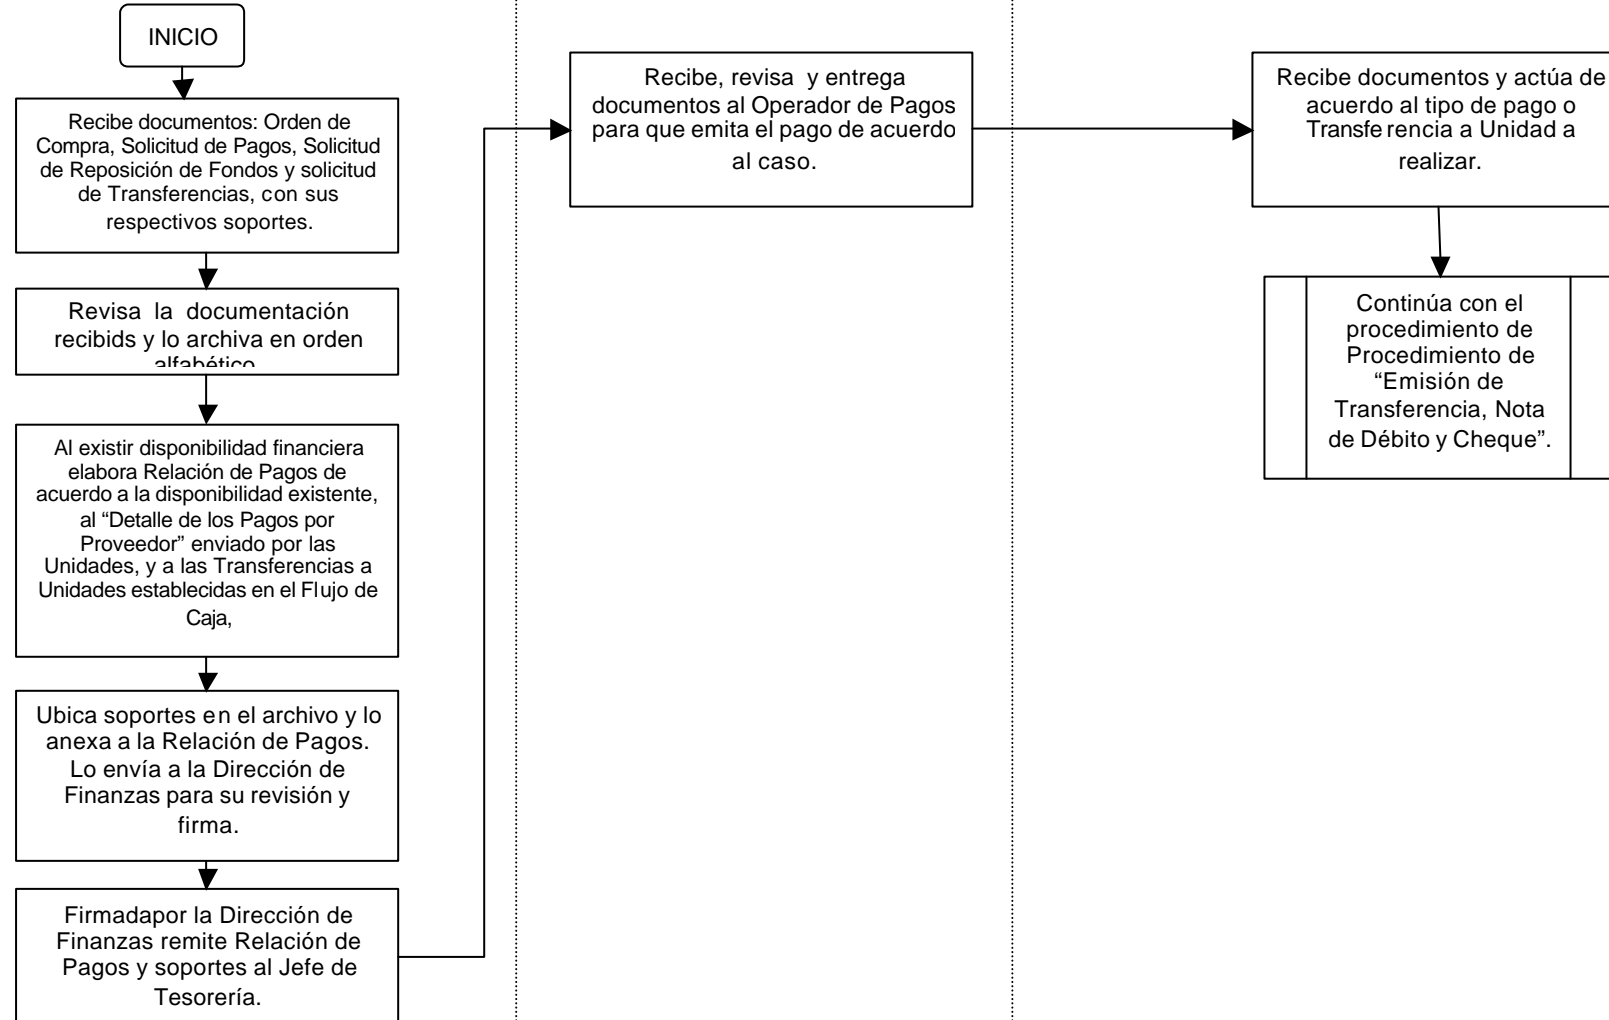 INICIO
Recibe documentos: Orden de
Compra, Solicitud de Pagos, Solicitud
de Reposición de Fondos y solicitud
de Transferencias, con sus
respectivos soportes.
Revisa la documentación
recibids y lo archiva en orden
alfabético
Al existir disponibilidad financiera
elabora Relación de Pagos de
acuerdo a la disponibilidad existente,
al “Detalle de los Pagos por
Proveedor” enviado por las
Unidades, y a las Transferencias a
Unidades establecidas en el Flujo de
Caja,
Ubica soportes en el archivo y lo
anexa a la Relación de Pagos.
Lo envía a la Dirección de
Finanzas para su revisión y
firma.
Firmadapor la Dirección de
Finanzas remite Relación de
Pagos y soportes al Jefe de
Tesorería.
Recibe, revisa y entrega
documentos al Operador de Pagos
para que emita el pago de acuerdo
al caso.
Recibe documentos y actúa de
acuerdo al tipo de pago o
Transfe rencia a Unidad a
realizar.
Continúa con el
procedimiento de
Procedimiento de
“Emisión de
Transferencia, Nota
de Débito y Cheque”.